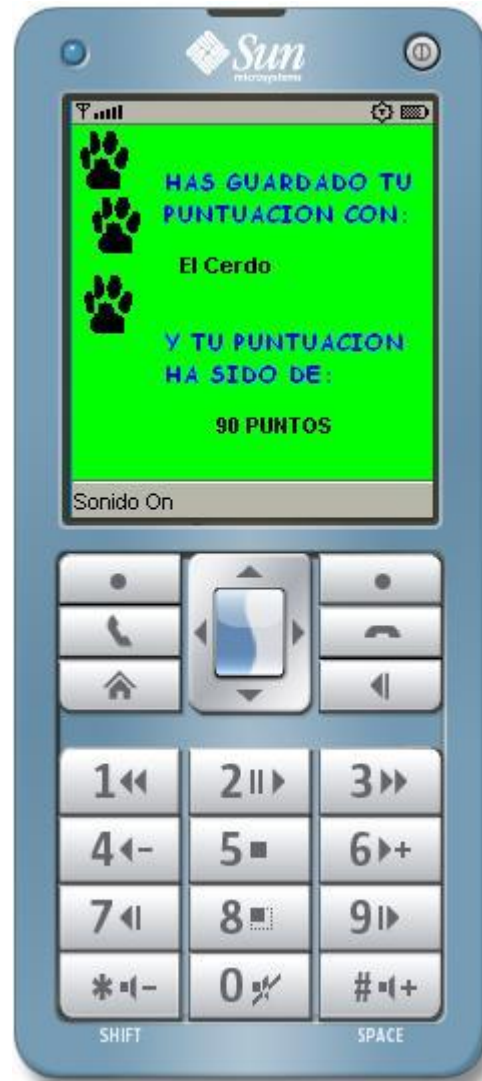 Sun
microsystems
HAS GUARDADO TU
PUNTUACION CON:
El Cerdo
Y TU PUNTUACION
HA SIDO DE:
90 PUNTOS
Sonido On
1 2 3
4 - 5 6 +
7 8 9
* - 0 # +
SHIFT SPACE